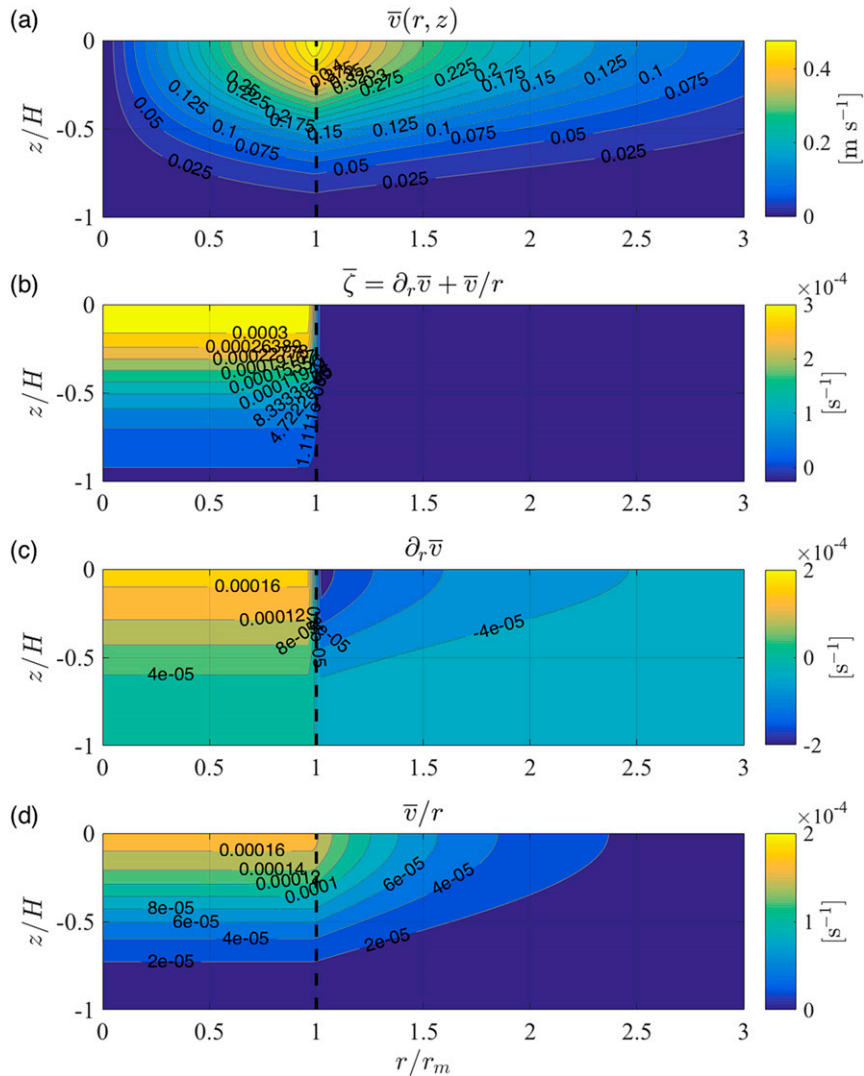 (a) v̅(r, z)
0
-0.5
-1
z/H
0.05
0.025
0.25
0.225
0.2
0.175
0.1
0.075
0.05
0.15
0.275
0.225
0.2
0.175
0.15
0.125
0.1
0.075
0.125
0.1
0.075
0.05
0.025
0.025
0 0.5 1 1.5 2 2.5 3
0.4
0.2
0
[m s⁻¹]
(b) ζ̅ = ∂ᵣv̅ + v̅/r
0
-0.5
-1
z/H
0.0003
0.00026389
8.3333e-
4.7222e-
1.1111e
0 0.5 1 1.5 2 2.5 3
×10⁻⁴
3
2
1
0
[s⁻¹]
(c) ∂ᵣv̅
0
-0.5
-1
z/H
0.00016
0.00012
8e-05
4e-05
-4e-05
0 0.5 1 1.5 2 2.5 3
×10⁻⁴
2
0
-2
[s⁻¹]
(d) v̅/r
0
-0.5
-1
z/H
0.00016
0.00014
0.00012
0.0001
8e-05
6e-05
4e-05
2e-05
6e-05
4e-05
2e-05
0 0.5 1 1.5 2 2.5 3
r/rₘ
×10⁻⁴
2
1
0
[s⁻¹]